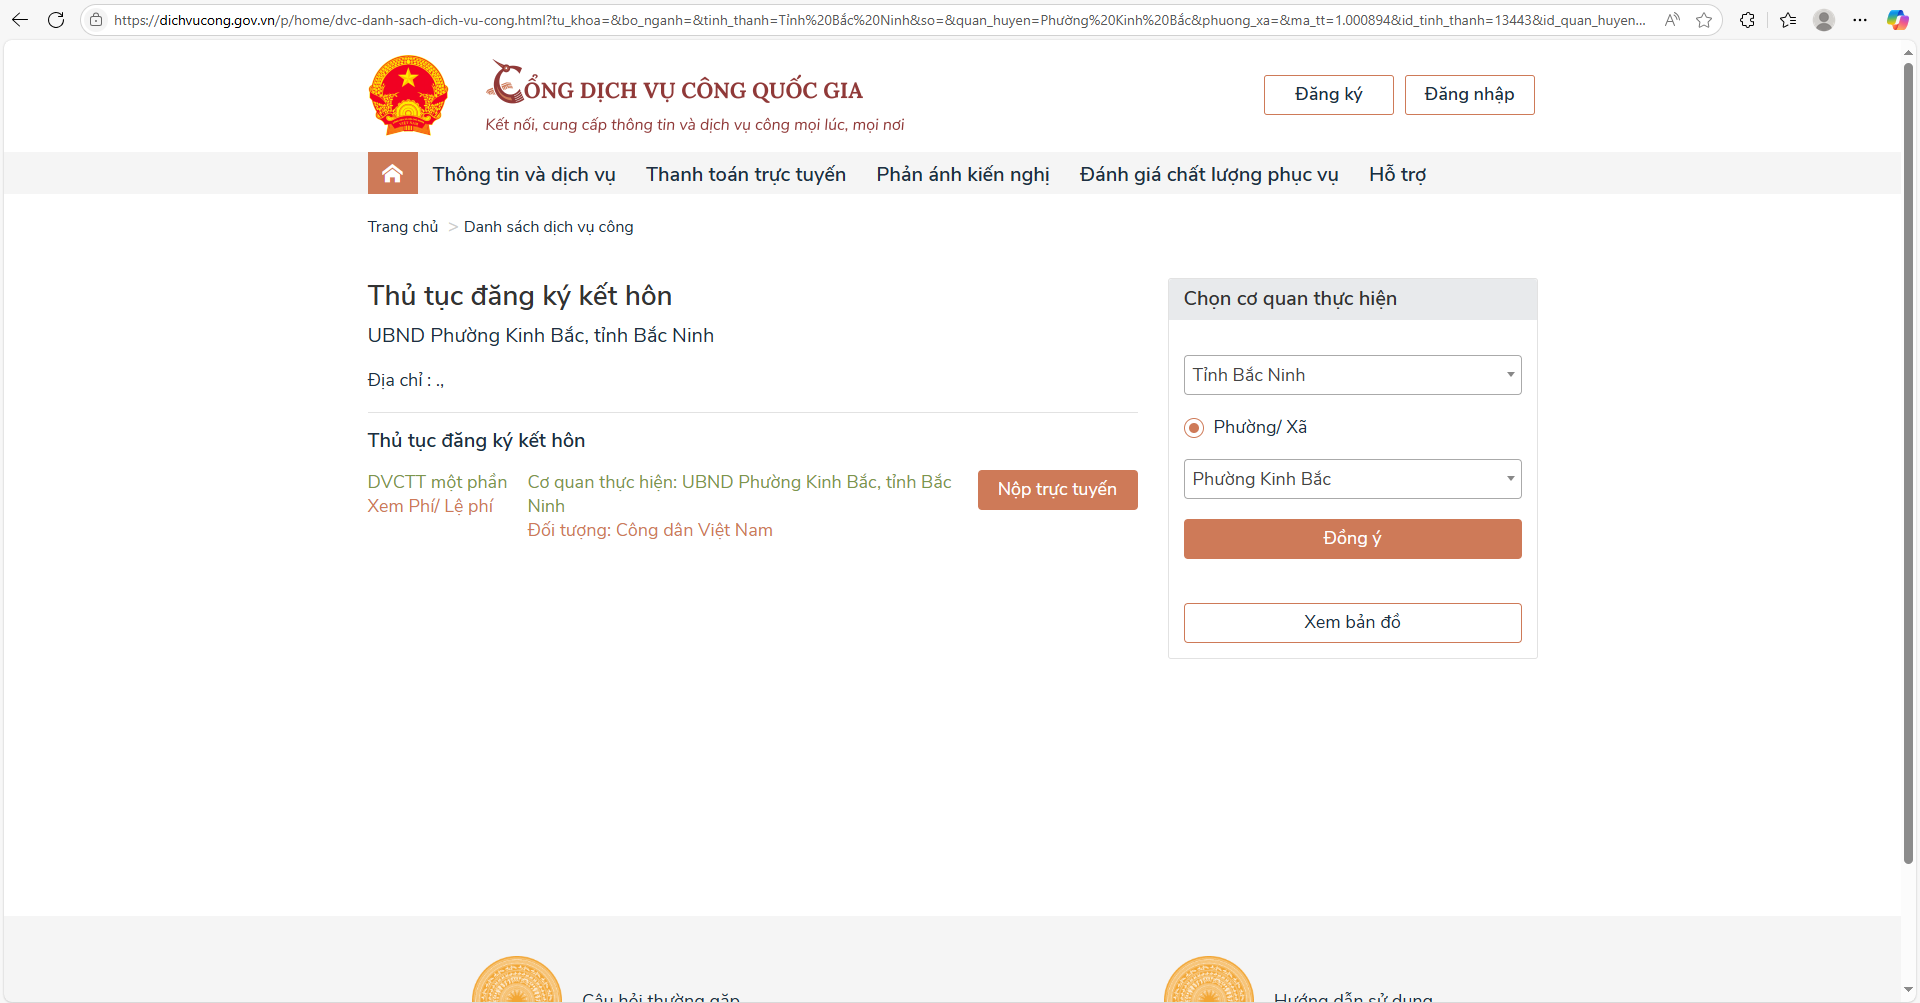 https://dichvucong.gov.vn/p/home/dvc-danh-sach-dich-vu-cong.html?tu_khoa=&bo_nganh=&tinh_thanh=Tỉnh%20Bắc%20Ninh&so=&quan_huyen=Phường%20Kinh%20Bắc&phuong_xa=&ma_tt=1.000894&id_tinh_thanh=13443&id_quan_huyen...
CỔNG DỊCH VỤ CÔNG QUỐC GIA
Kết nối, cung cấp thông tin và dịch vụ công mọi lúc, mọi nơi
Đăng ký
Đăng nhập
Thông tin và dịch vụ
Thanh toán trực tuyến
Phản ánh kiến nghị
Đánh giá chất lượng phục vụ
Hỗ trợ
Trang chủ > Danh sách dịch vụ công
Thủ tục đăng ký kết hôn
UBND Phường Kinh Bắc, tỉnh Bắc Ninh
Địa chỉ : .,
Thủ tục đăng ký kết hôn
DVCTT một phần
Xem Phí/ Lệ phí
Cơ quan thực hiện: UBND Phường Kinh Bắc, tỉnh Bắc
Ninh
Đối tượng: Công dân Việt Nam
Nộp trực tuyến
Chọn cơ quan thực hiện
Tỉnh Bắc Ninh
Phường/ Xã
Phường Kinh Bắc
Đồng ý
Xem bản đồ
Câu hỏi thường gặp
Hướng dẫn sử dụng